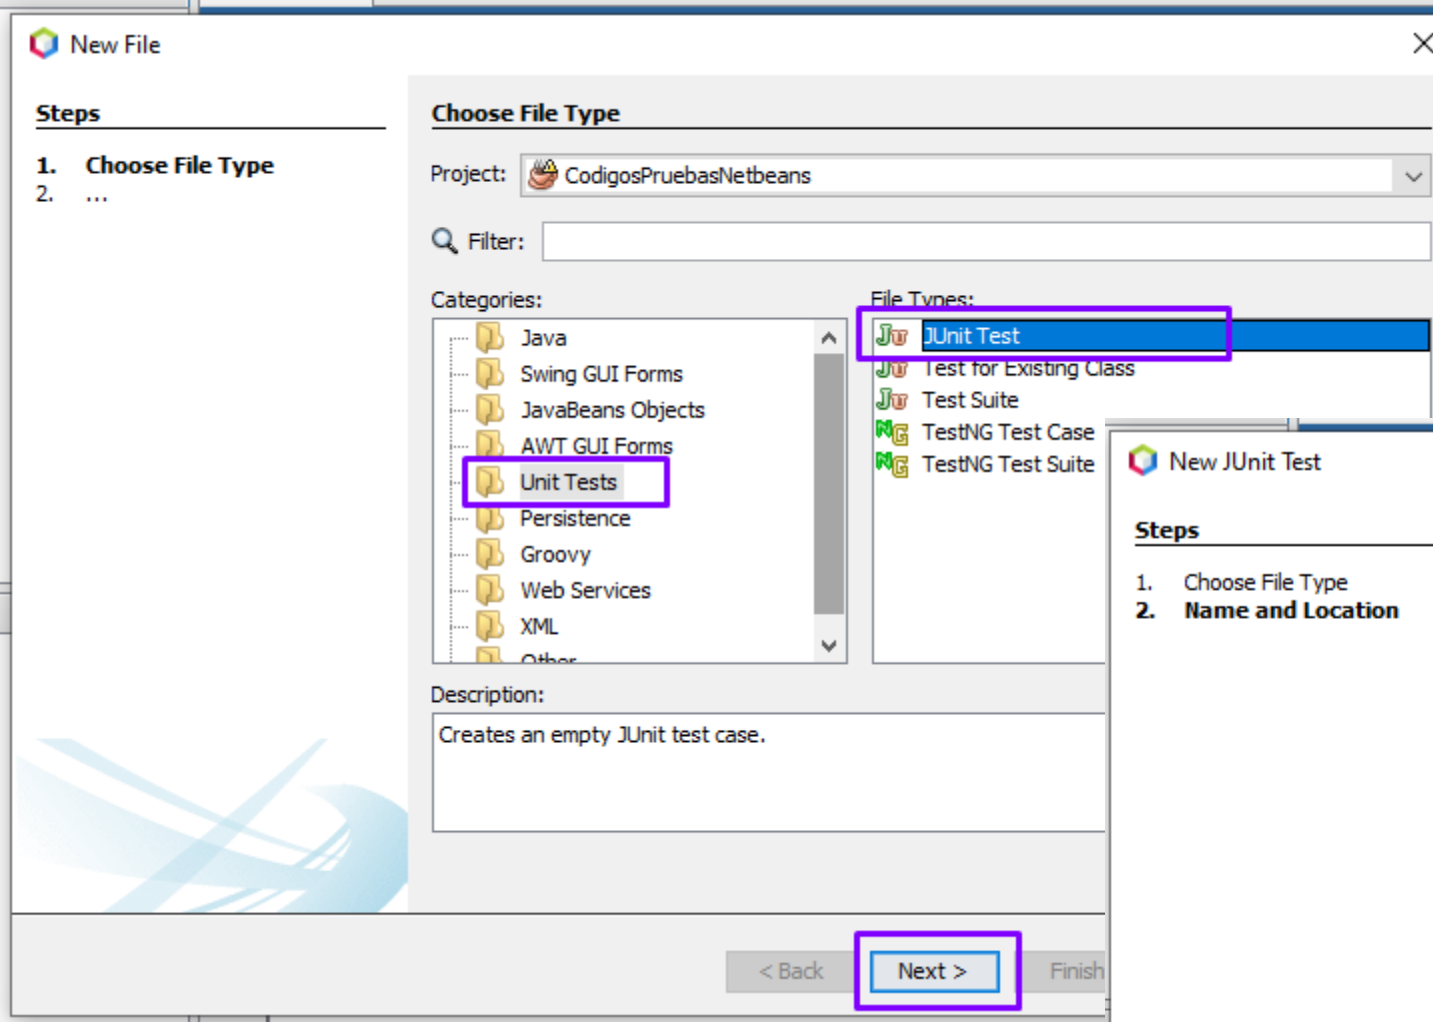 New File
Steps
1. Choose File Type
2. ...
Choose File Type
Project: CodigosPruebasNetbeans
Filter:
Categories:
Java
Swing GUI Forms
JavaBeans Objects
AWT GUI Forms
Unit Tests
Persistence
Groovy
Web Services
XML
Other
File Types:
JUnit Test
Test for Existing Class
Test Suite
TestNG Test Case
TestNG Test Suite
Description:
Creates an empty JUnit test case.
< Back
Next >
Finish
New JUnit Test
Steps
1. Choose File Type
2. Name and Location